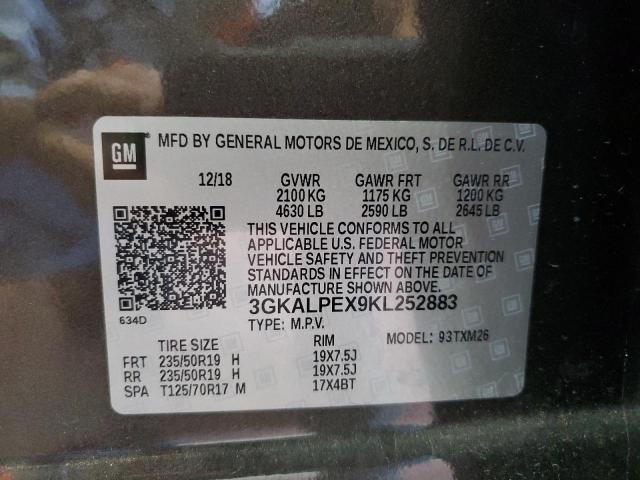 GM MFD BY GENERAL MOTORS DE MEXICO, S. DE R.L. DE C.V.
12/18 GVWR GAWR FRT GAWR RR
2100 KG 1175 KG 1200 KG
4630 LB 2590 LB 2645 LB
THIS VEHICLE CONFORMS TO ALL
APPLICABLE U.S. FEDERAL MOTOR
VEHICLE SAFETY AND THEFT PREVENTION
STANDARDS IN EFFECT ON THE DATE OF
MANUFACTURE SHOWN ABOVE.
3GKALPEX9KL252883
634D
TYPE: M.P.V. MODEL: 93TXM26
TIRE SIZE RIM
FRT 235/50R19 H 19X7.5J
RR 235/50R19 H 19X7.5J
SPA T125/70R17 M 17X4BT